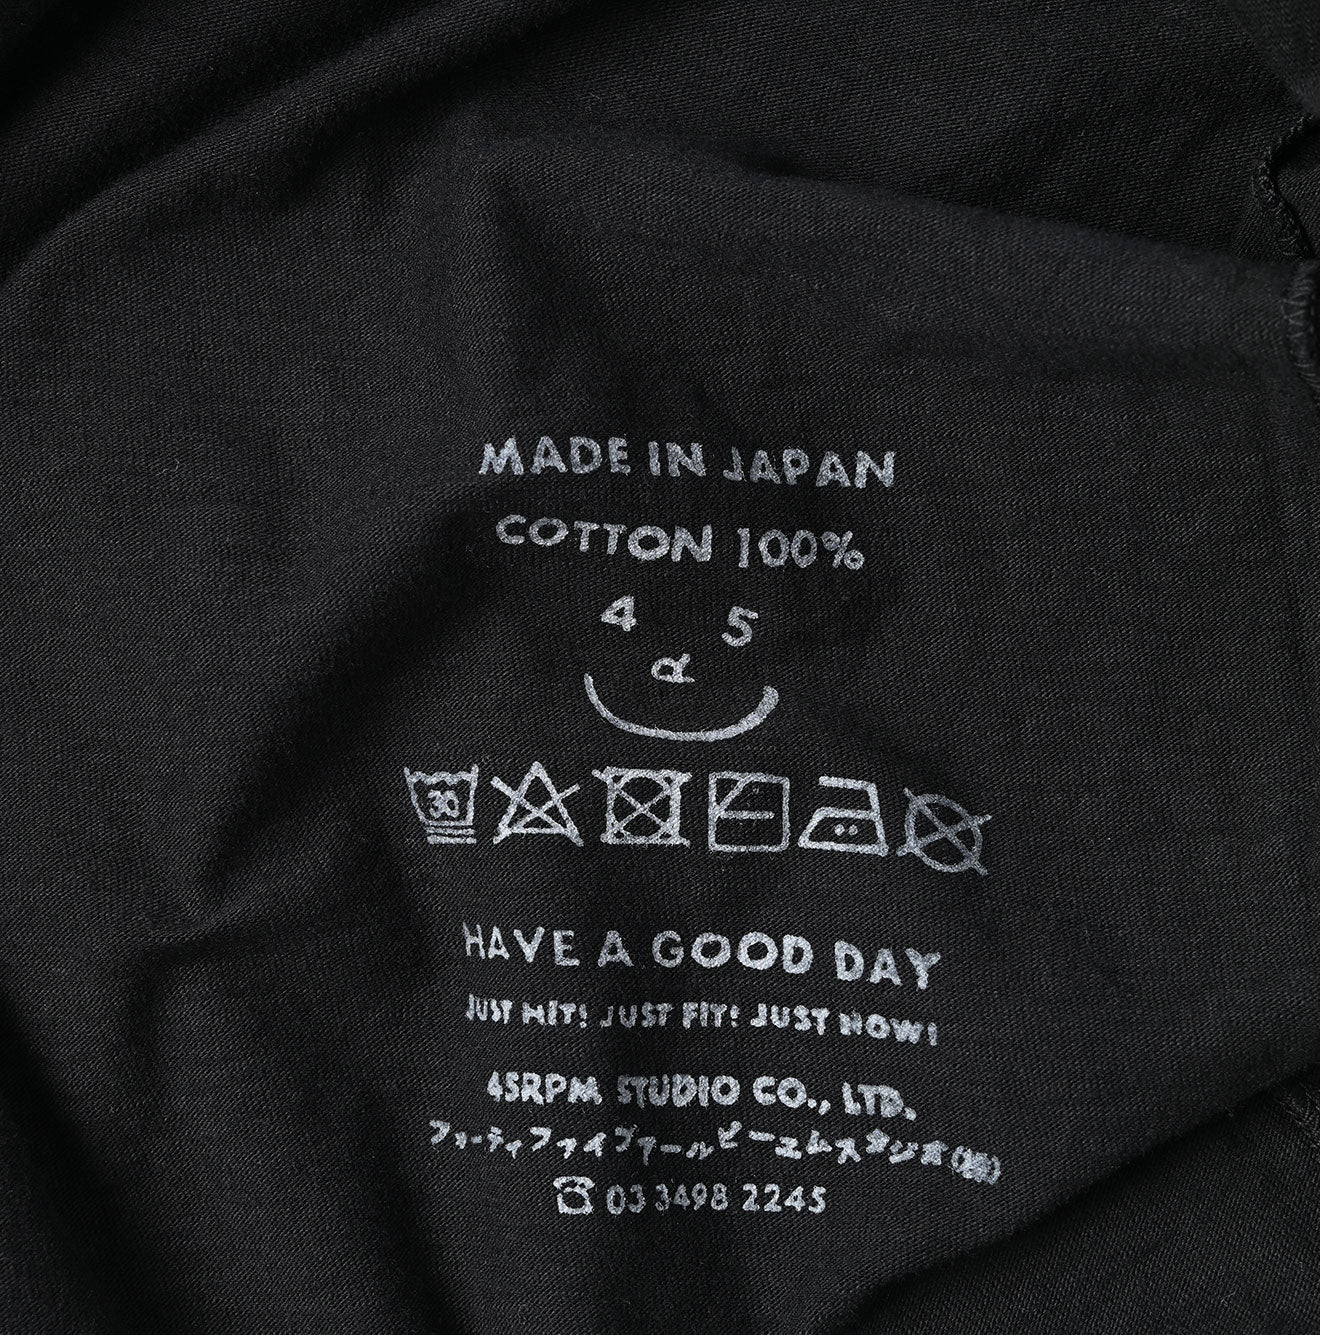 MADE IN JAPAN
COTTON 100%
4 5
R
30
HAVE A GOOD DAY
JUST HIT! JUST FIT! JUST NOW!
45RPM STUDIO CO., LTD.
フォーティファイブアールピーエムスタジオ(株)
☎ 03 3498 2245